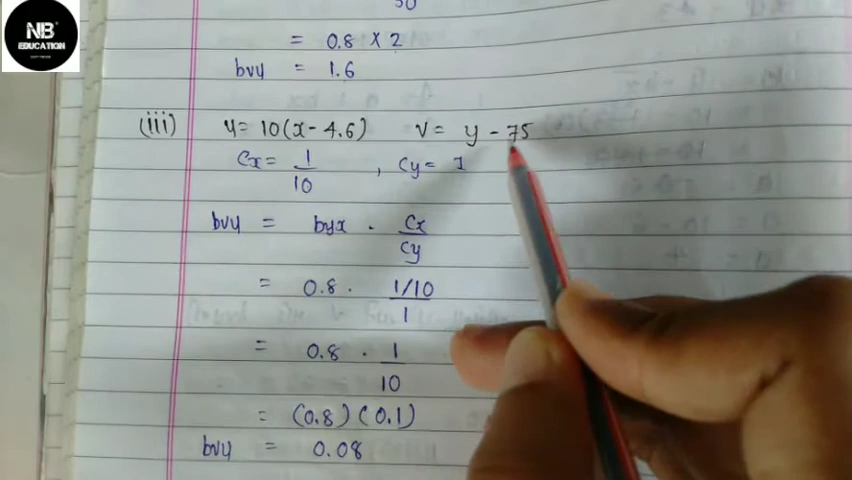 NB
EDUCATION
= 0.8 × 2
bvu = 1.6
(iii) u= 10(x- 4.6) v= y - 75
Cx= 1/10 , Cy= 1
bvu = byx . Cx/Cy
= 0.8 . 1/10/1
= 0.8 . 1/10
= (0.8) (0.1)
bvu = 0.08